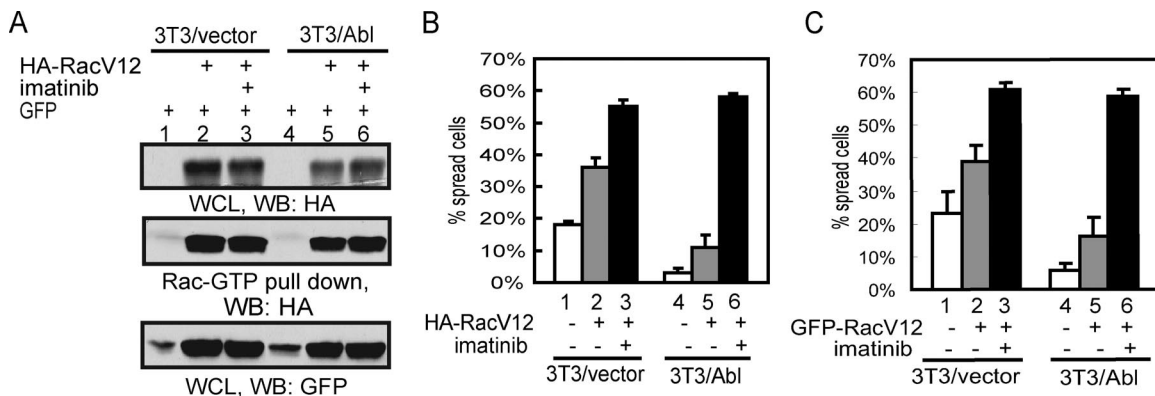 A
3T3/vector 3T3/Abl
HA-RacV12 + + + +
imatinib + +
GFP + + + + + +
1 2 3 4 5 6
WCL, WB: HA
Rac-GTP pull down,
WB: HA
WCL, WB: GFP
B
% spread cells
70%
60%
50%
40%
30%
20%
10%
0%
1 2 3 4 5 6
HA-RacV12 - + + - + +
imatinib - - + - - +
3T3/vector 3T3/Abl
C
% spread cells
70%
60%
50%
40%
30%
20%
10%
0%
1 2 3 4 5 6
GFP-RacV12 - + + - + +
imatinib - - + - - +
3T3/vector 3T3/Abl